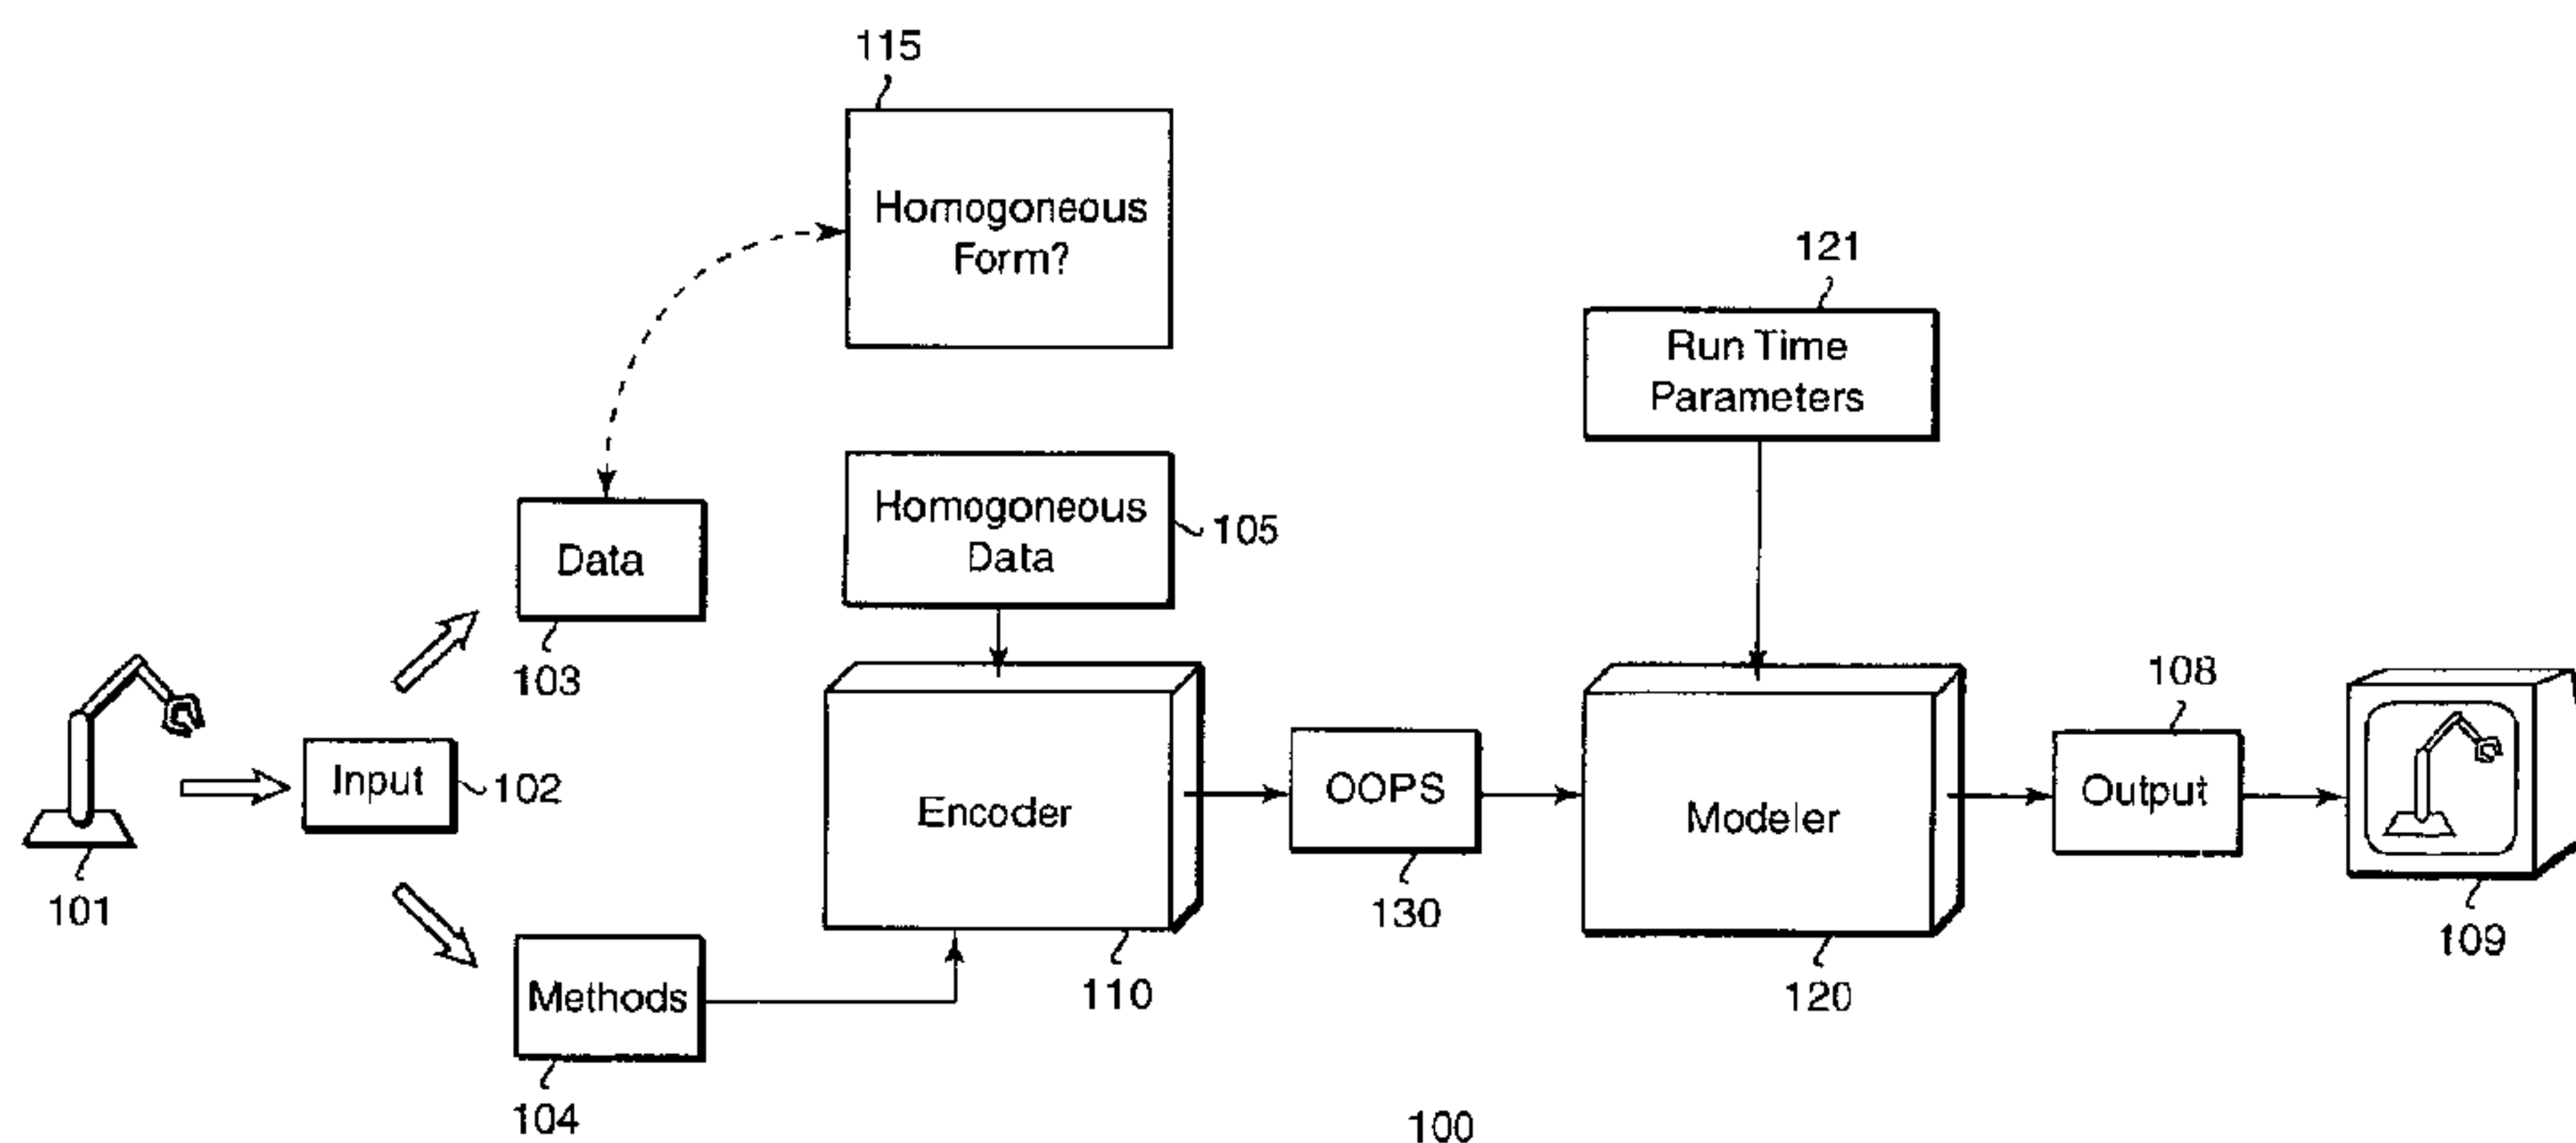 115
Homogoneous
Form?
121
Run Time
Parameters
Homogoneous
Data
105
Data
103
108
Input
102
OOPS
130
Output
Encoder
Modeler
101
109
Methods
110
120
104
100